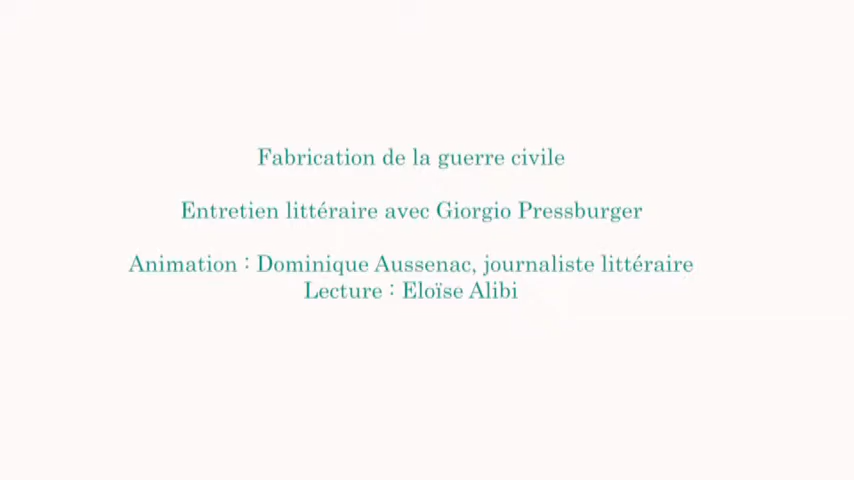 Fabrication de la guerre civile
Entretien littéraire avec Giorgio Pressburger
Animation : Dominique Aussenac, journaliste littéraire
Lecture : Eloïse Alibi